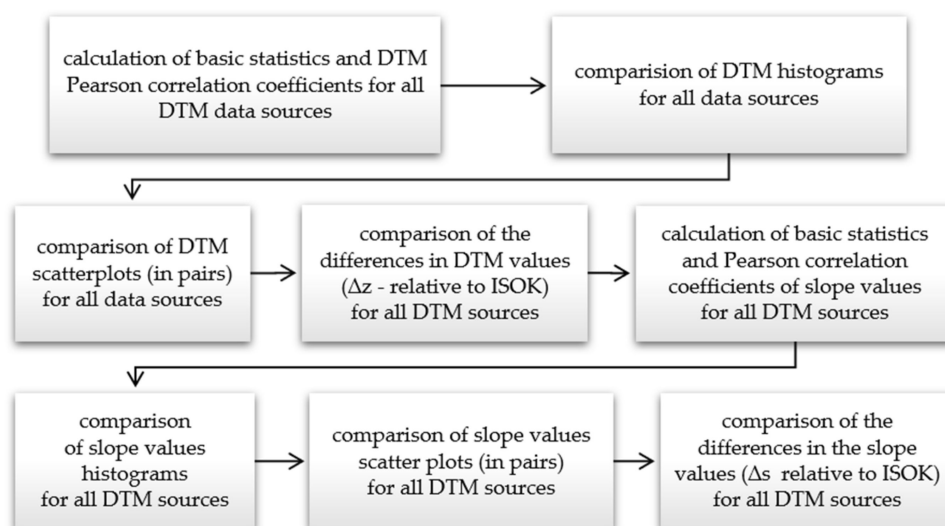 calculation of basic statistics and DTM
Pearson correlation coefficients for all
DTM data sources
comparision of DTM histograms
for all data sources
comparison of DTM
scatterplots (in pairs)
for all data sources
comparison of the
differences in DTM values
(Δz - relative to ISOK)
for all DTM sources
calculation of basic statistics
and Pearson correlation
coefficients of slope values
for all DTM sources
comparison
of slope values
histograms
for all DTM sources
comparison of slope values
scatter plots (in pairs)
for all DTM sources
comparison of the
differences in the slope
values (Δs relative to ISOK)
for all DTM sources